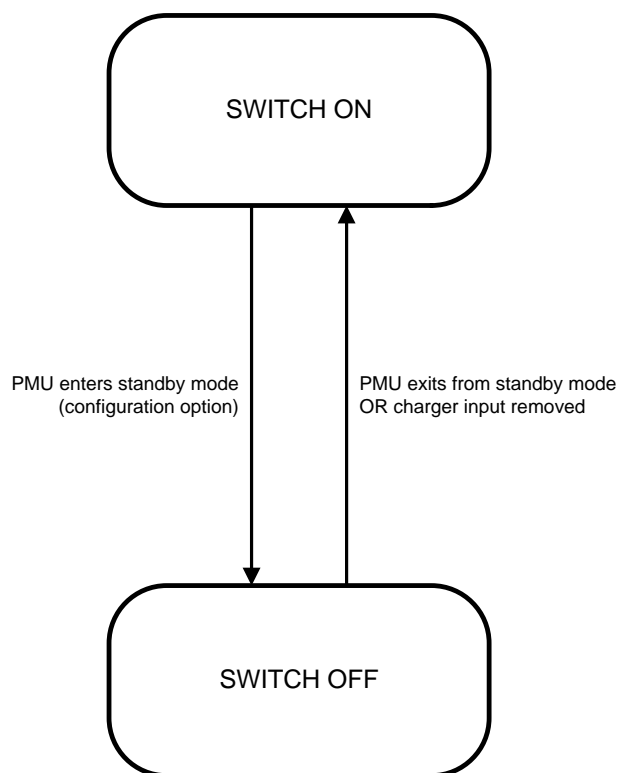 SWITCH ON
PMU enters standby mode
(configuration option)
PMU exits from standby mode
OR charger input removed
SWITCH OFF